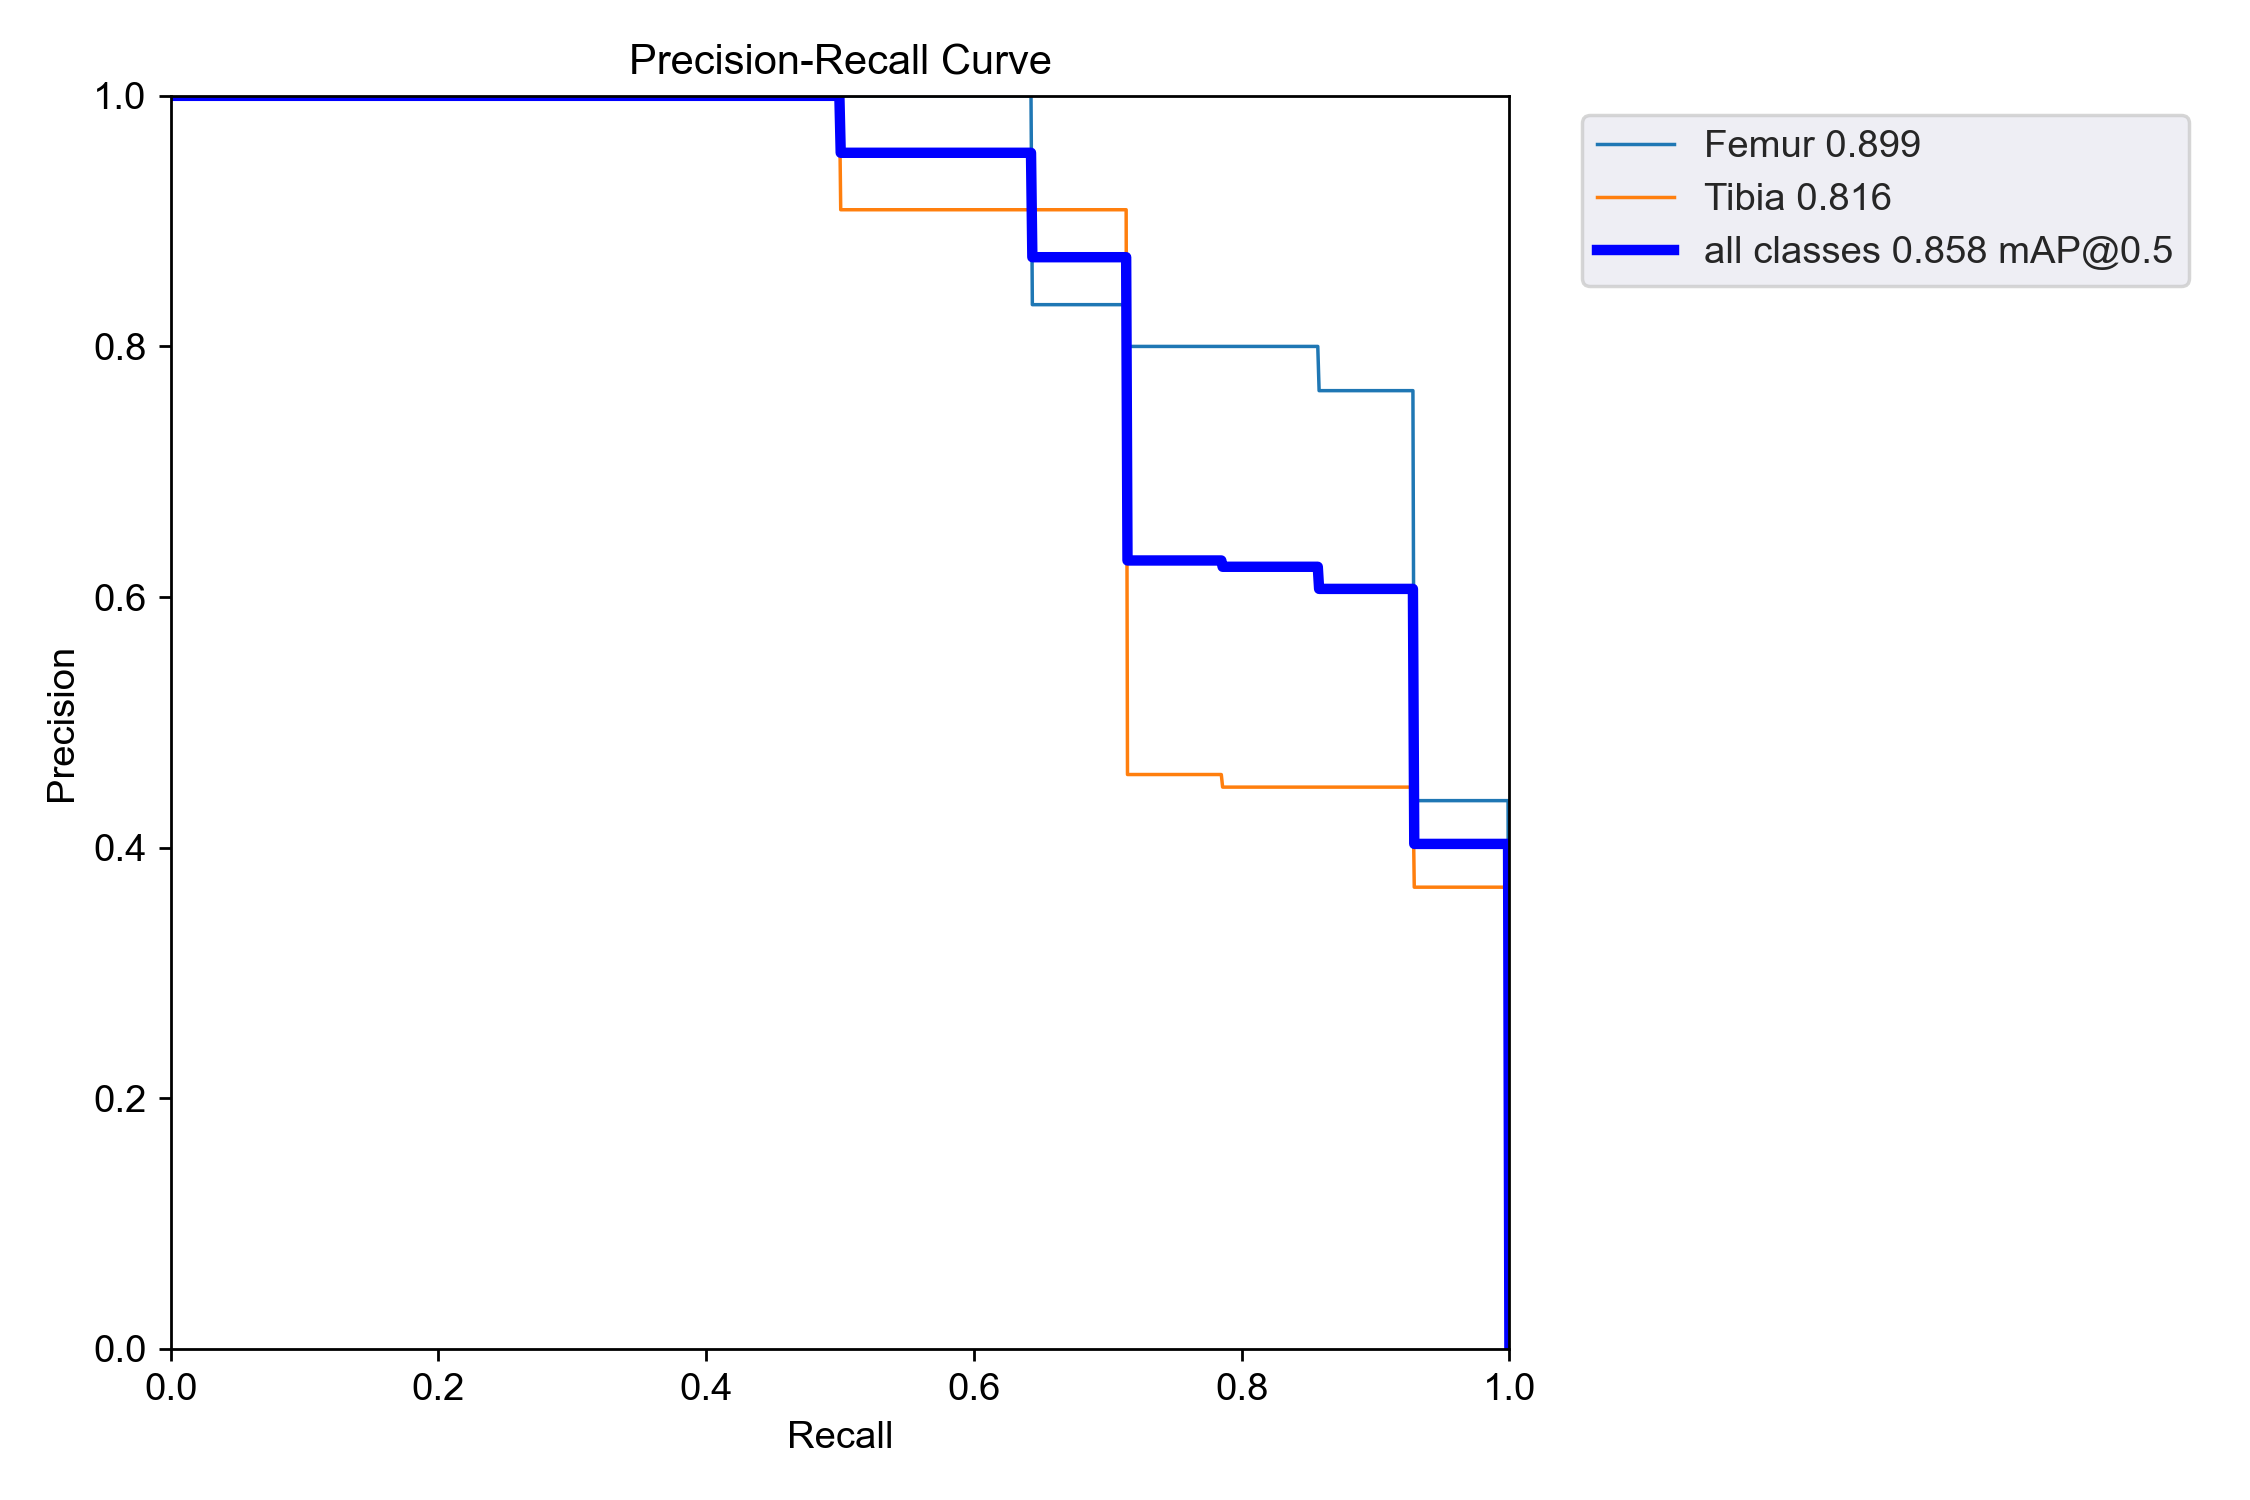 Precision-Recall Curve
Femur 0.899
Tibia 0.816
all classes 0.858 mAP@0.5
Precision
1.0
0.8
0.6
0.4
0.2
0.0
0.0 0.2 0.4 0.6 0.8 1.0
Recall